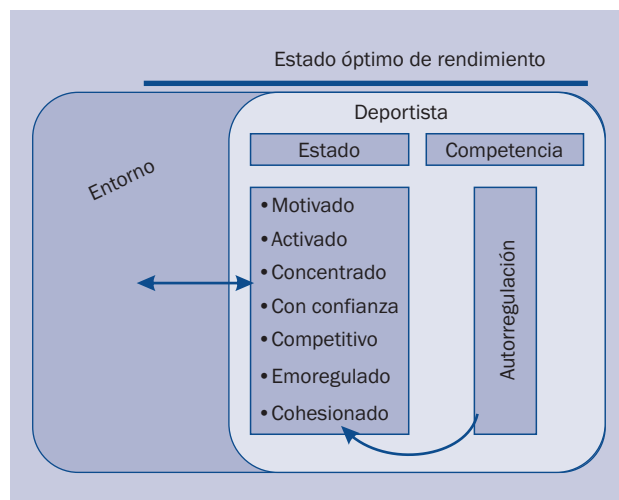 Estado óptimo de rendimiento
Deportista
Estado
Competencia
Entorno
• Motivado
• Activado
• Concentrado
• Con confianza
• Competitivo
• Emoregulado
• Cohesionado
Autorregulación